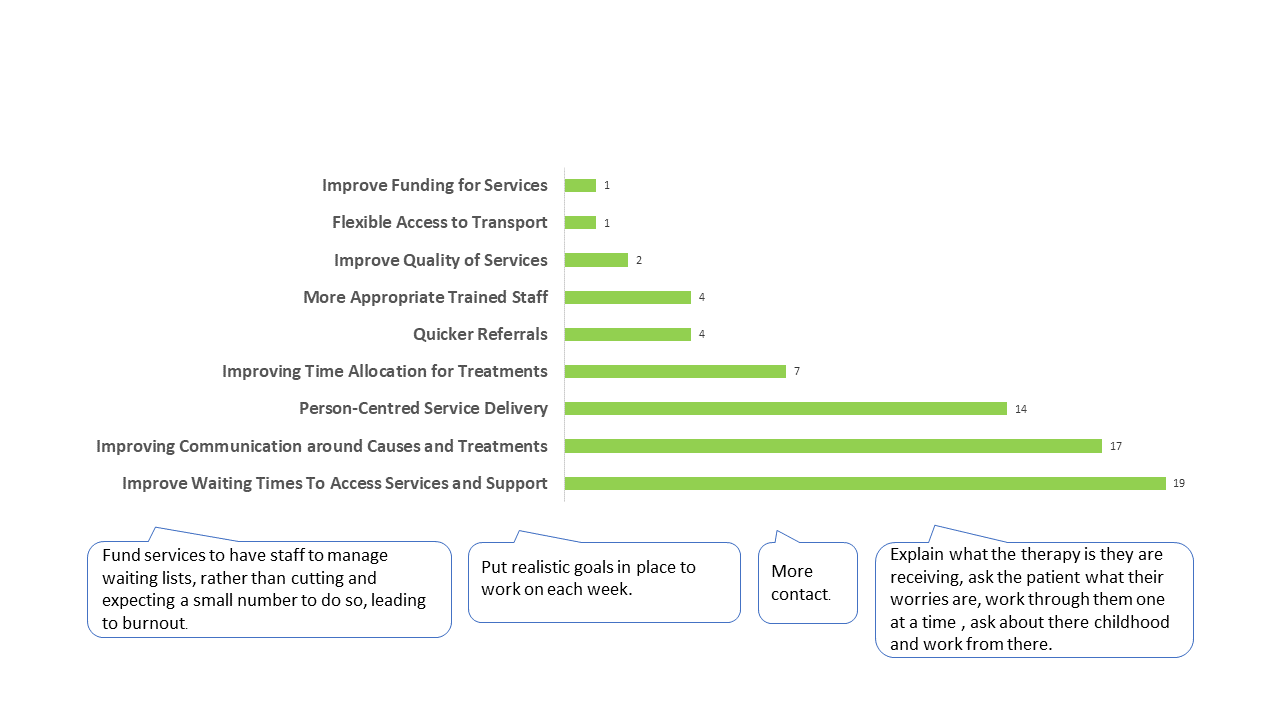 Improve Funding for Services 1
Flexible Access to Transport 1
Improve Quality of Services 2
More Appropriate Trained Staff 4
Quicker Referrals 4
Improving Time Allocation for Treatments 7
Person-Centred Service Delivery 14
Improving Communication around Causes and Treatments 17
Improve Waiting Times To Access Services and Support 19
Fund services to have staff to manage
waiting lists, rather than cutting and
expecting a small number to do so, leading
to burnout.
Put realistic goals in place to
work on each week.
More
contact.
Explain what the therapy is they are
receiving, ask the patient what their
worries are, work through them one
at a time , ask about there childhood
and work from there.